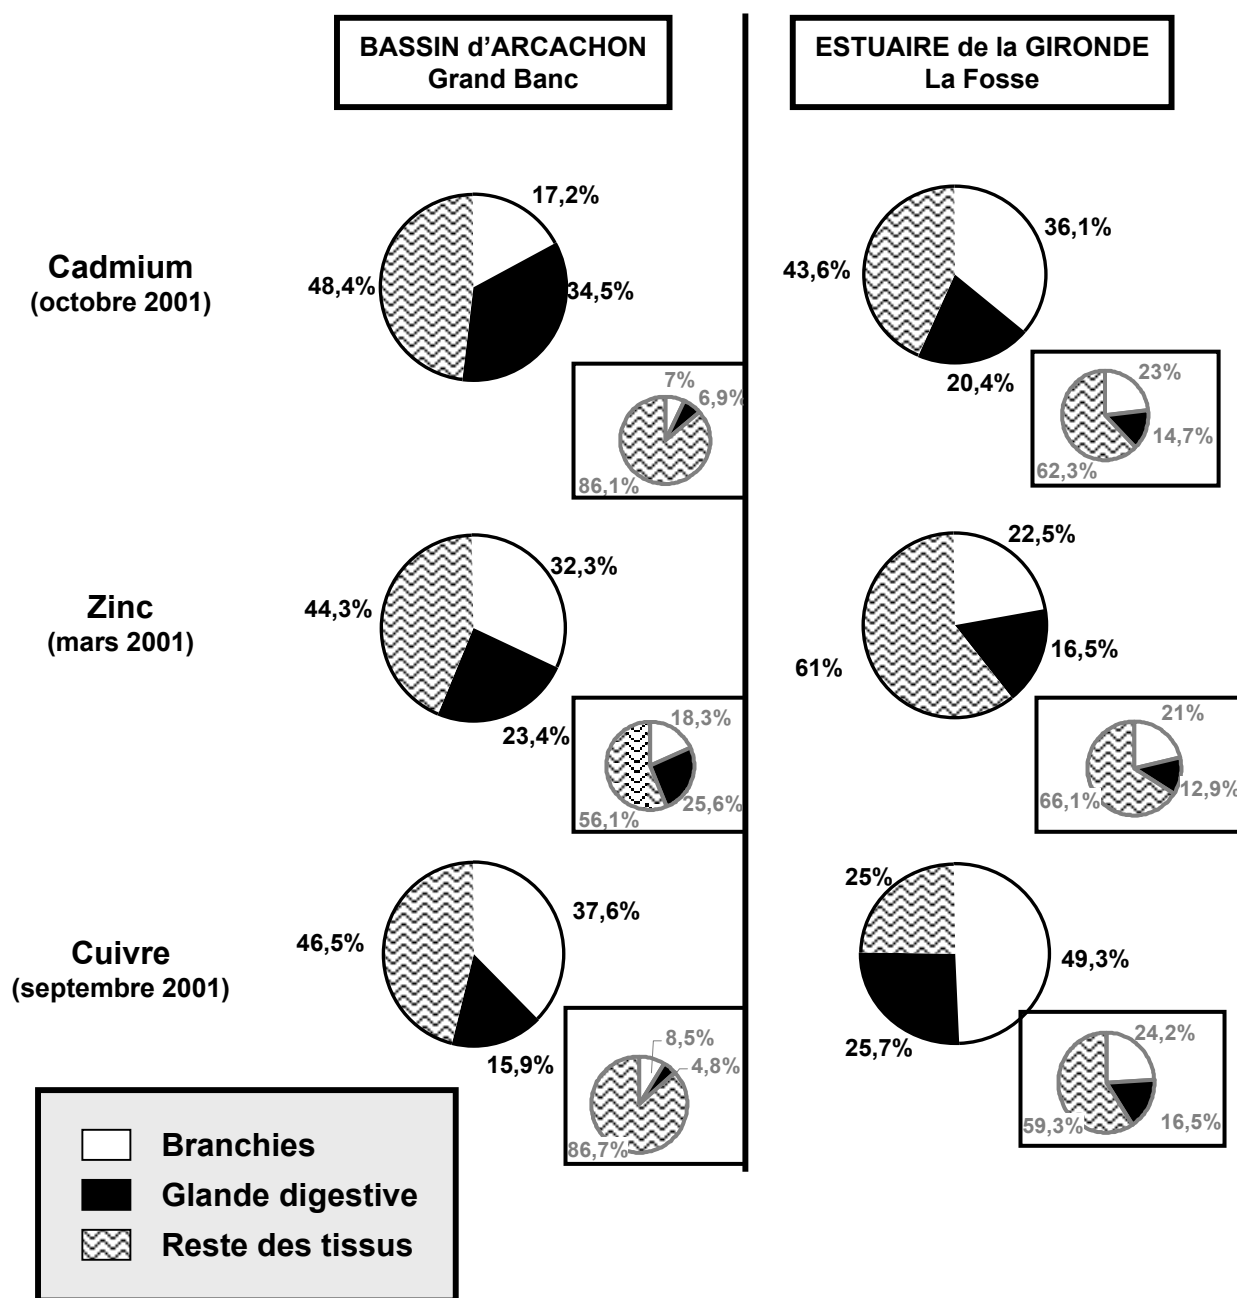 BASSIN d'ARCACHON
Grand Banc
ESTUAIRE de la GIRONDE
La Fosse
Cadmium
(octobre 2001)
17,2%
48,4%
34,5%
7%
6,9%
86,1%
36,1%
43,6%
20,4%
23%
14,7%
62,3%
Zinc
(mars 2001)
32,3%
44,3%
23,4%
18,3%
25,6%
56,1%
22,5%
16,5%
61%
21%
12,9%
66,1%
Cuivre
(septembre 2001)
37,6%
46,5%
15,9%
8,5%
4,8%
86,7%
25%
49,3%
25,7%
24,2%
16,5%
59,3%
Branchies
Glande digestive
Reste des tissus